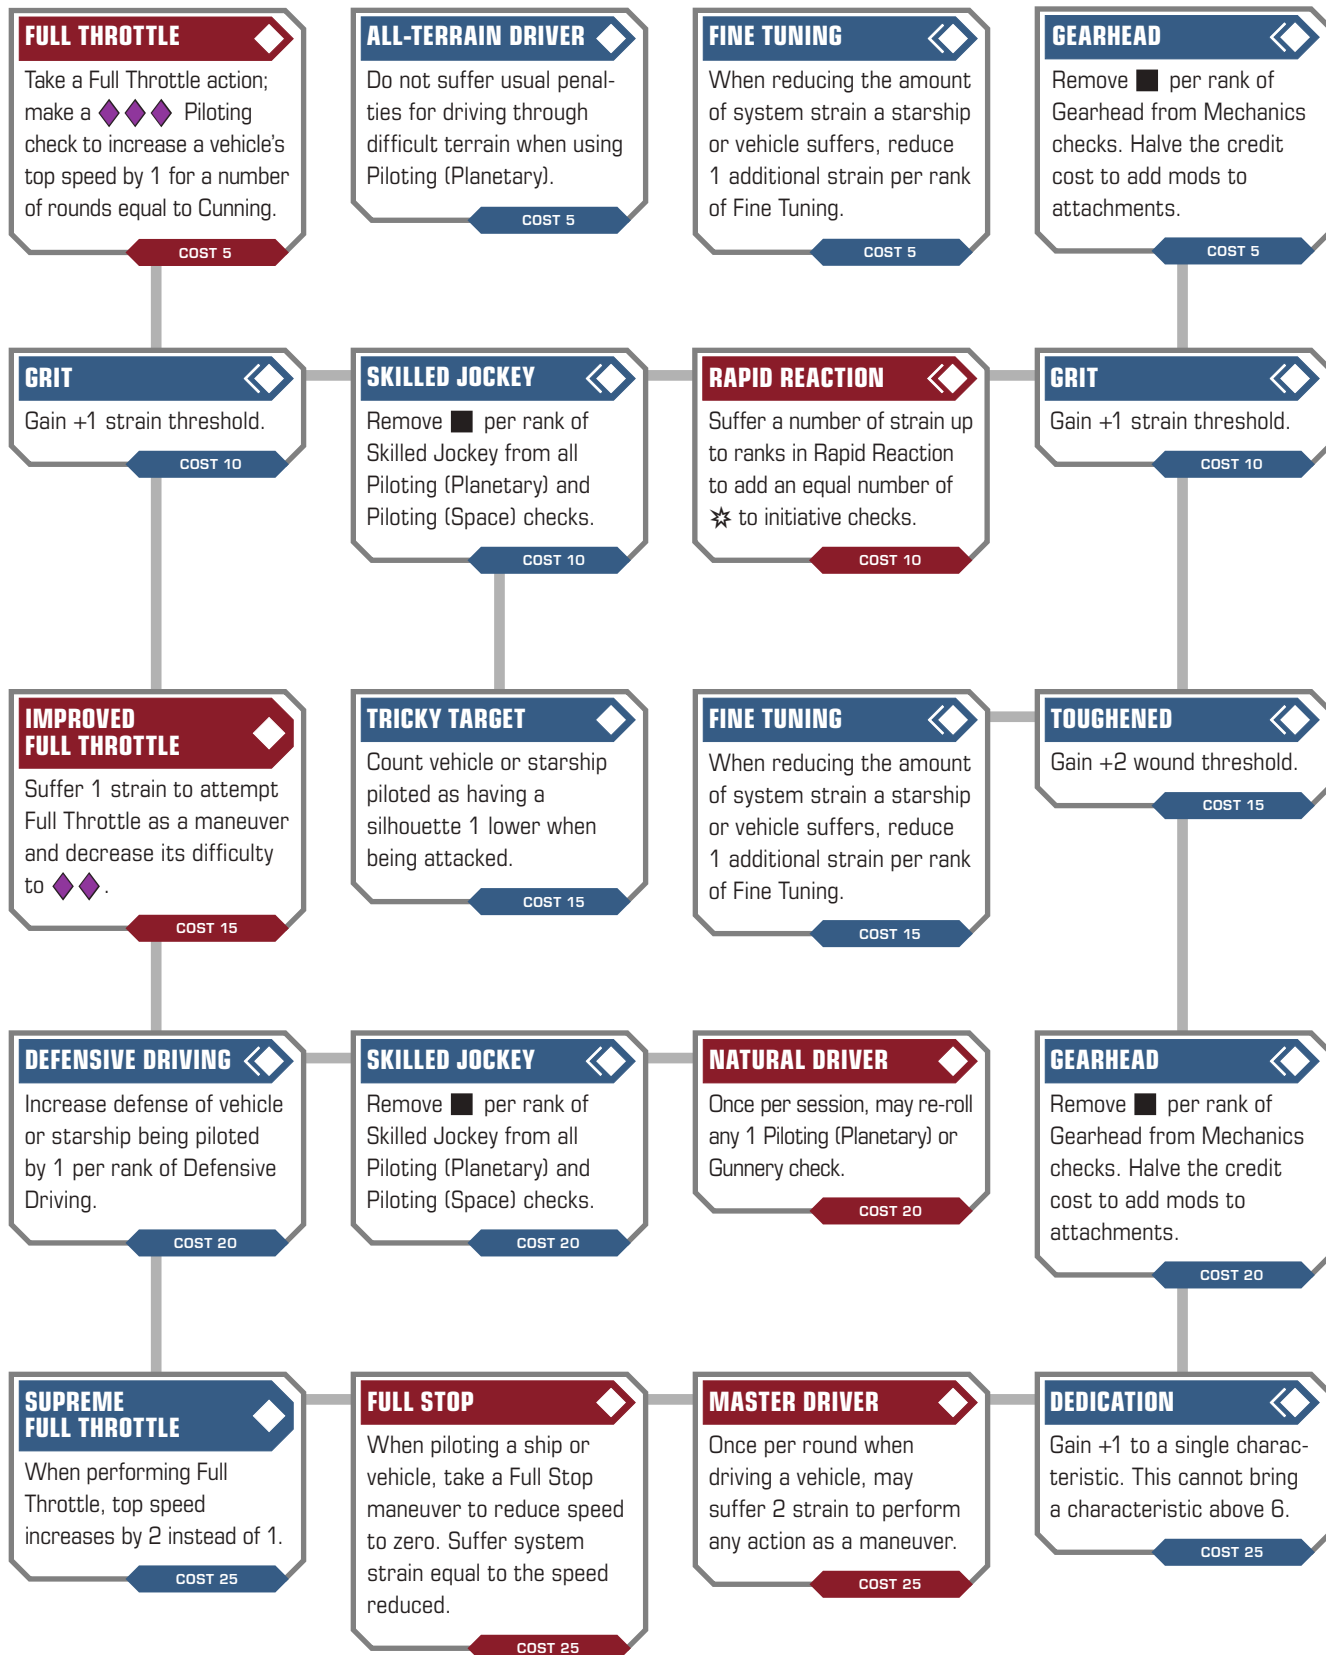 FULL THROTTLE
Take a Full Throttle action;
make a Piloting
check to increase a vehicle's
top speed by 1 for a number
of rounds equal to Cunning.
COST 5
ALL-TERRAIN DRIVER
Do not suffer usual penal-
ties for driving through
difficult terrain when using
Piloting (Planetary).
COST 5
FINE TUNING
When reducing the amount
of system strain a starship
or vehicle suffers, reduce
1 additional strain per rank
of Fine Tuning.
COST 5
GEARHEAD
Remove per rank of
Gearhead from Mechanics
checks. Halve the credit
cost to add mods to
attachments.
COST 5
GRIT
Gain +1 strain threshold.
COST 10
SKILLED JOCKEY
Remove per rank of
Skilled Jockey from all
Piloting (Planetary) and
Piloting (Space) checks.
COST 10
RAPID REACTION
Suffer a number of strain up
to ranks in Rapid Reaction
to add an equal number of
to initiative checks.
COST 10
GRIT
Gain +1 strain threshold.
COST 10
IMPROVED
FULL THROTTLE
Suffer 1 strain to attempt
Full Throttle as a maneuver
and decrease its difficulty
to .
COST 15
TRICKY TARGET
Count vehicle or starship
piloted as having a
silhouette 1 lower when
being attacked.
COST 15
FINE TUNING
When reducing the amount
of system strain a starship
or vehicle suffers, reduce
1 additional strain per rank
of Fine Tuning.
COST 15
TOUGHENED
Gain +2 wound threshold.
COST 15
DEFENSIVE DRIVING
Increase defense of vehicle
or starship being piloted
by 1 per rank of Defensive
Driving.
COST 20
SKILLED JOCKEY
Remove per rank of
Skilled Jockey from all
Piloting (Planetary) and
Piloting (Space) checks.
COST 20
NATURAL DRIVER
Once per session, may re-roll
any 1 Piloting (Planetary) or
Gunnery check.
COST 20
GEARHEAD
Remove per rank of
Gearhead from Mechanics
checks. Halve the credit
cost to add mods to
attachments.
COST 20
SUPREME
FULL THROTTLE
When performing Full
Throttle, top speed
increases by 2 instead of 1.
COST 25
FULL STOP
When piloting a ship or
vehicle, take a Full Stop
maneuver to reduce speed
to zero. Suffer system
strain equal to the speed
reduced.
COST 25
MASTER DRIVER
Once per round when
driving a vehicle, may
suffer 2 strain to perform
any action as a maneuver.
COST 25
DEDICATION
Gain +1 to a single charac-
teristic. This cannot bring
a characteristic above 6.
COST 25